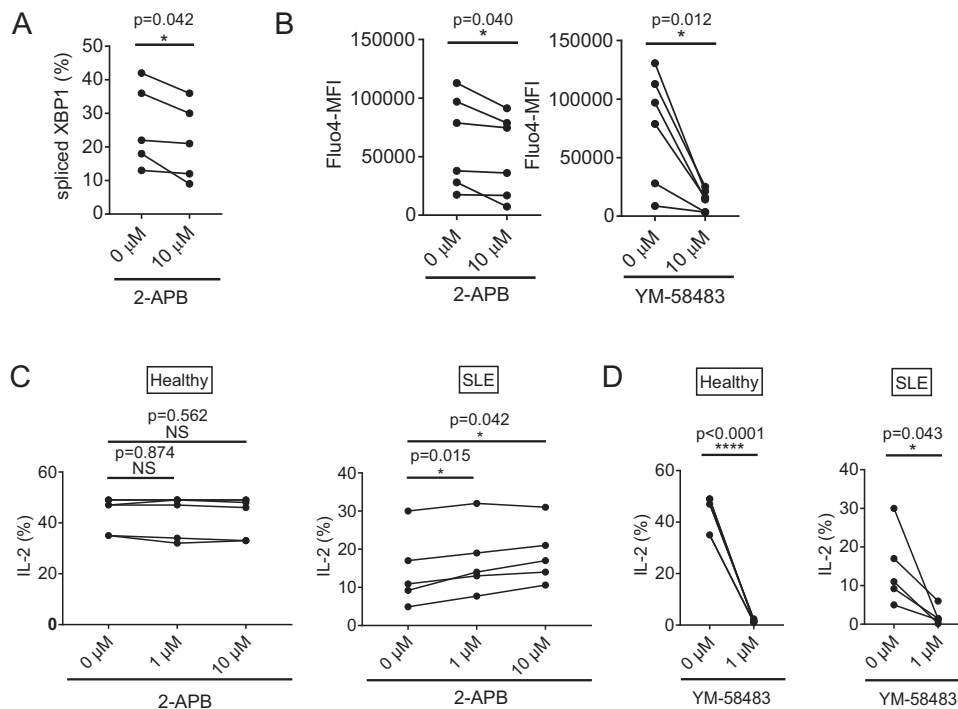 A
p=0.042
*
spliced XBP1 (%)
50
40
30
20
10
0
0 µM
10 µM
2-APB
B
p=0.040
*
Fluo4-MFI
150000
100000
50000
0
0 µM
10 µM
2-APB
p=0.012
*
Fluo4-MFI
150000
100000
50000
0
0 µM
10 µM
YM-58483
C
Healthy
p=0.562
NS
p=0.874
NS
IL-2 (%)
60
40
20
0
0 µM
1 µM
10 µM
2-APB
SLE
p=0.042
*
p=0.015
*
IL-2 (%)
40
30
20
10
0
0 µM
1 µM
10 µM
2-APB
D
Healthy
p<0.0001
****
IL-2 (%)
60
40
20
0
0 µM
1 µM
YM-58483
SLE
p=0.043
*
IL-2 (%)
40
30
20
10
0
0 µM
1 µM
YM-58483